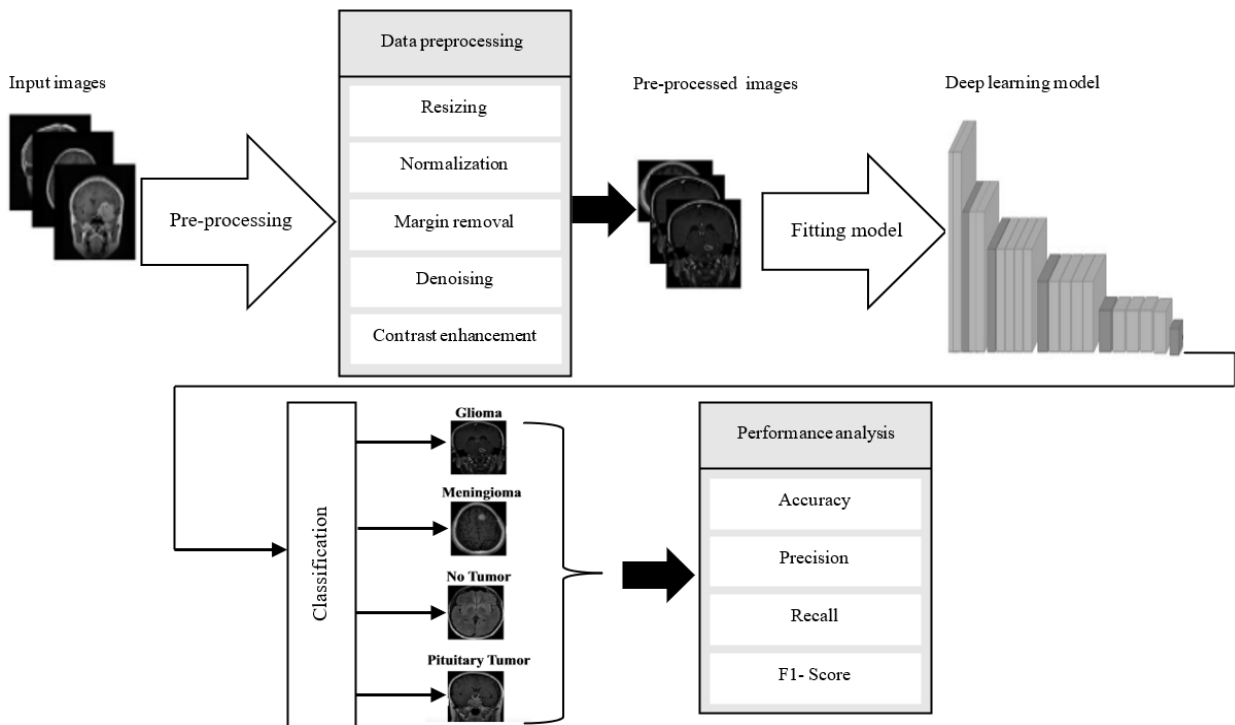 Input images
Pre-processing
Data preprocessing
Resizing
Normalization
Margin removal
Denoising
Contrast enhancement
Pre-processed images
Fitting model
Deep learning model
Classification
Glioma
Meningioma
No Tumor
Pituitary Tumor
Performance analysis
Accuracy
Precision
Recall
F1- Score